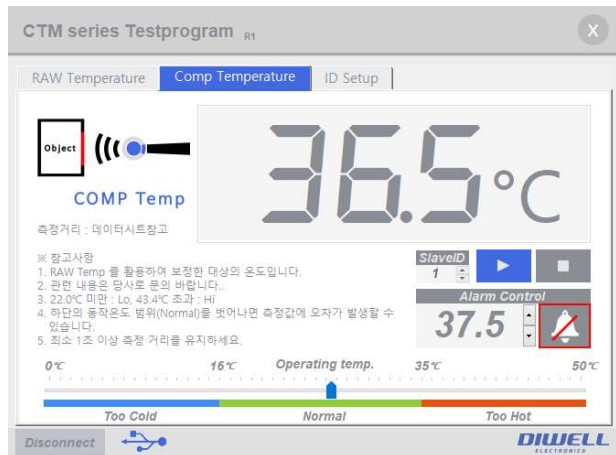 CTM series Testprogram R1
X
RAW Temperature
Comp Temperature
ID Setup
Object
36.5℃
COMP Temp
측정거리 : 데이터시트참고
※ 참고사항
1. RAW Temp 를 활용하여 보정한 대상의 온도입니다.
2. 관련 내용은 당사로 문의 바랍니다..
3. 22.0℃ 미만 : Lo, 43.4℃ 초과 : Hi
4. 하단의 동작온도 범위(Normal)를 벗어나면 측정값에 오차가 발생할 수
있습니다.
5. 최소 1초 이상 측정 거리를 유지하세요.
SlaveID
1
Alarm Control
37.5
0℃ 16℃ Operating temp. 35℃ 50℃
Too Cold Normal Too Hot
Disconnect
DIWELL
ELECTRONICS